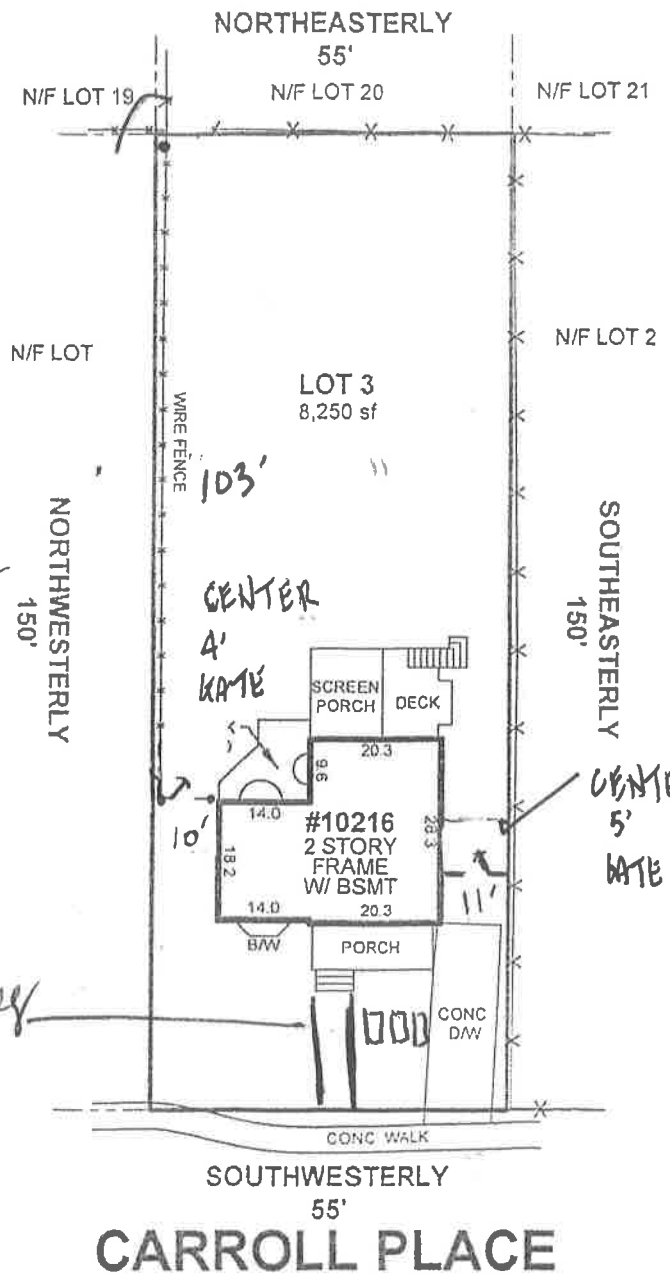 NORTHEASTERLY
55'
N/F LOT 19
N/F LOT 20
N/F LOT 21
N/F LOT
N/F LOT 2
LOT 3
8,250 sf
WIRE FENCE
103'
NORTHWESTERLY
150'
SOUTHEASTERLY
150'
CENTER
4'
GATE
SCREEN
PORCH
DECK
20.3
9.6
CENTE
5'
GATE
10'
14.0
#10216
2 STORY
FRAME
W/ BSMT
28.3
18.2
11'
14.0
20.3
B/W
PORCH
CONC
D/W
CONC WALK
SOUTHWESTERLY
55'
CARROLL PLACE